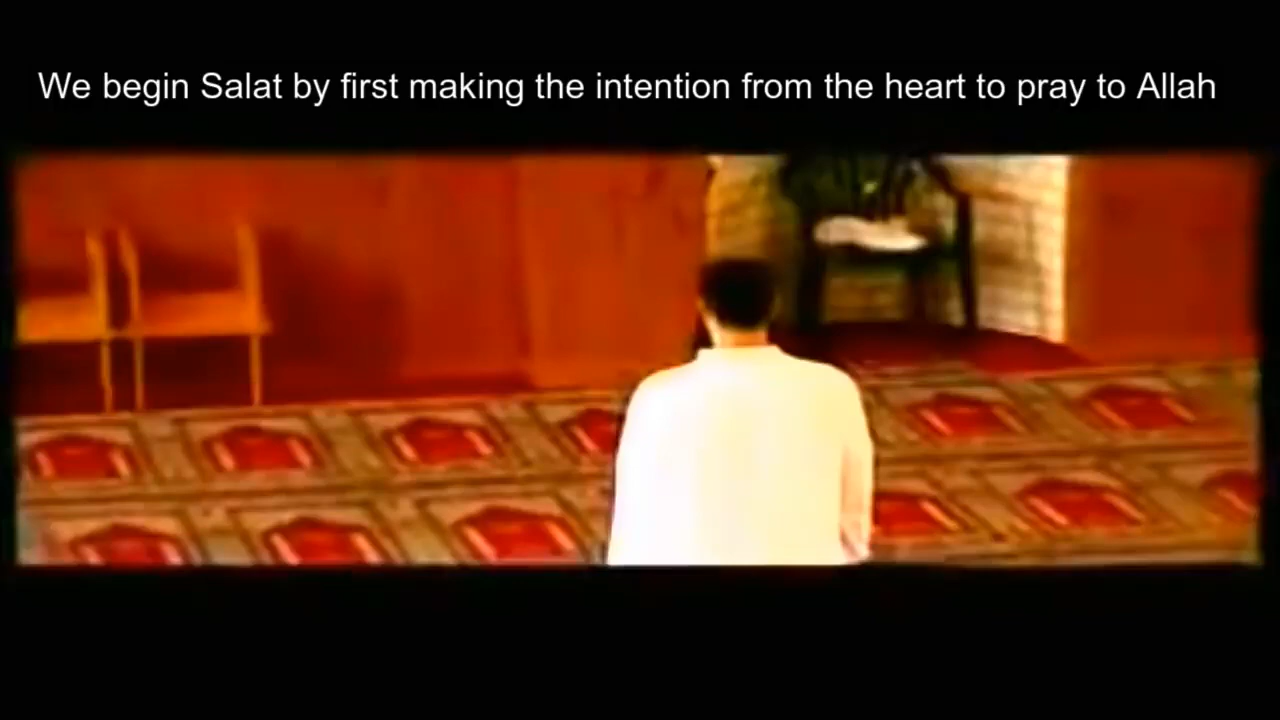 We begin Salat by first making the intention from the heart to pray to Allah